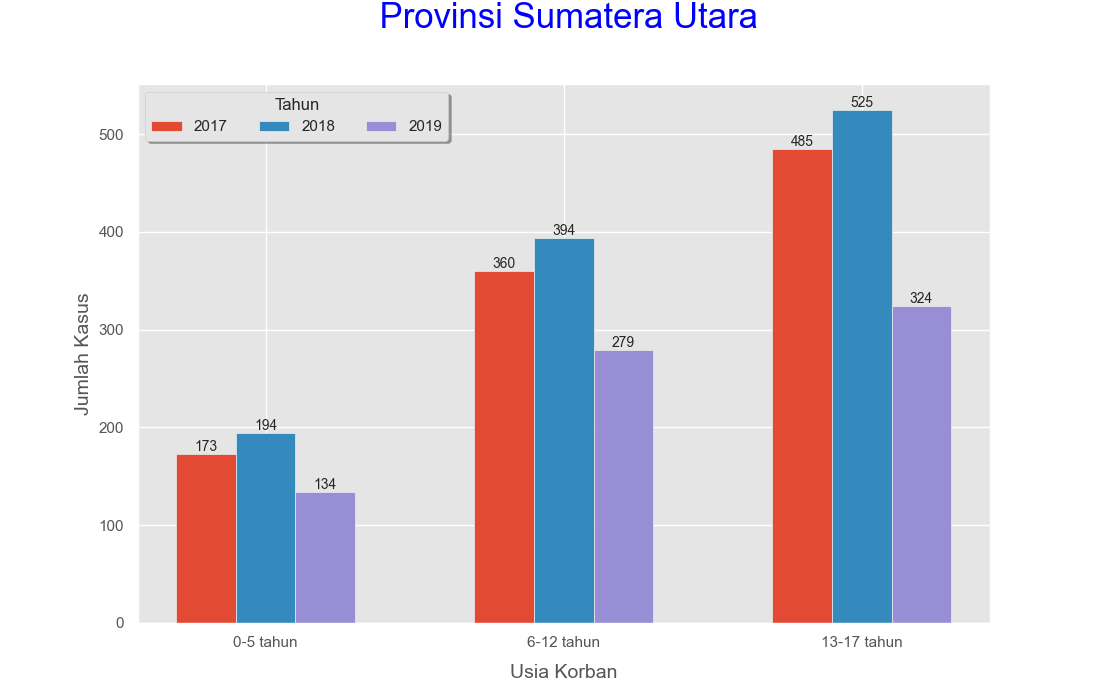 Provinsi Sumatera Utara
Tahun
2017 2018 2019
Jumlah Kasus
500
400
300
200
100
0
173
194
134
360
394
279
485
525
324
0-5 tahun 6-12 tahun 13-17 tahun
Usia Korban